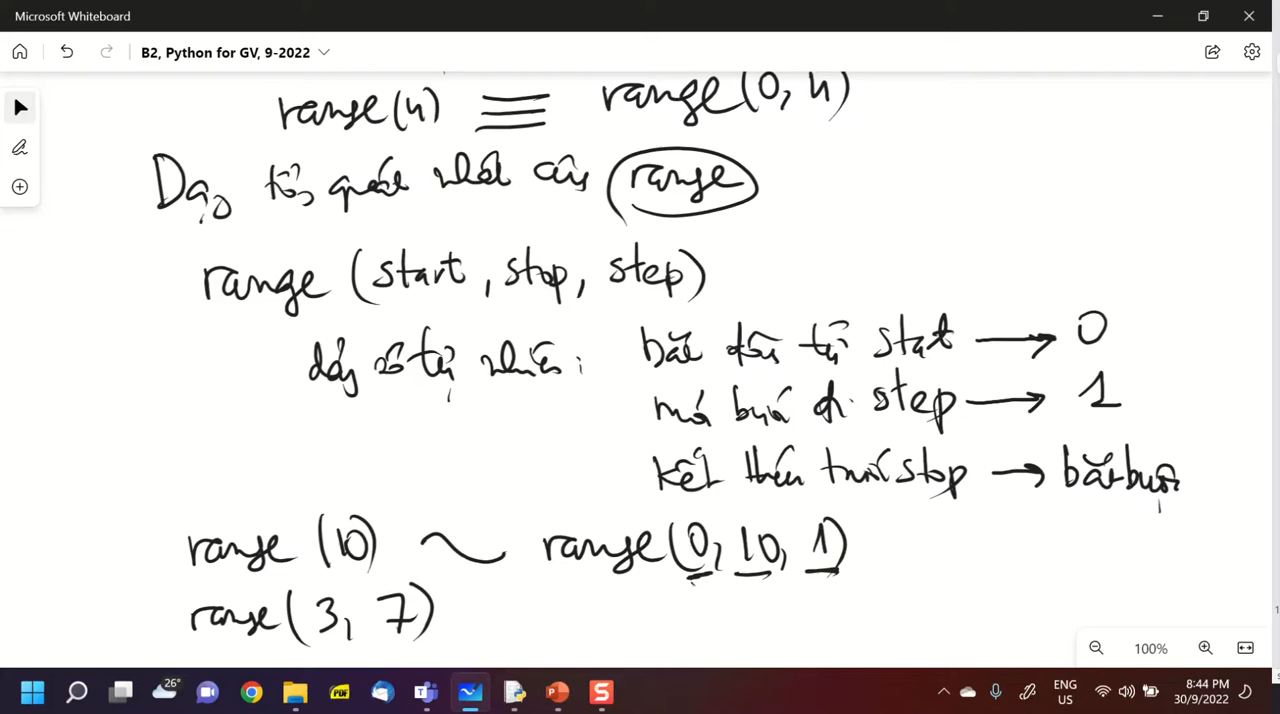 Microsoft Whiteboard
B2, Python for GV, 9-2022
range(n) ≡ range(0, n)
Dạng tổng quát nhất của range
range (start, stop, step)
dãy số tự nhiên: bắt đầu từ start → 0
mỗi bước đi step → 1
kết thúc trước stop → bắt buộc
range (10) ~ range(0, 10, 1)
range(3, 7)
100%
26°
ENG
US
8:44 PM
30/9/2022